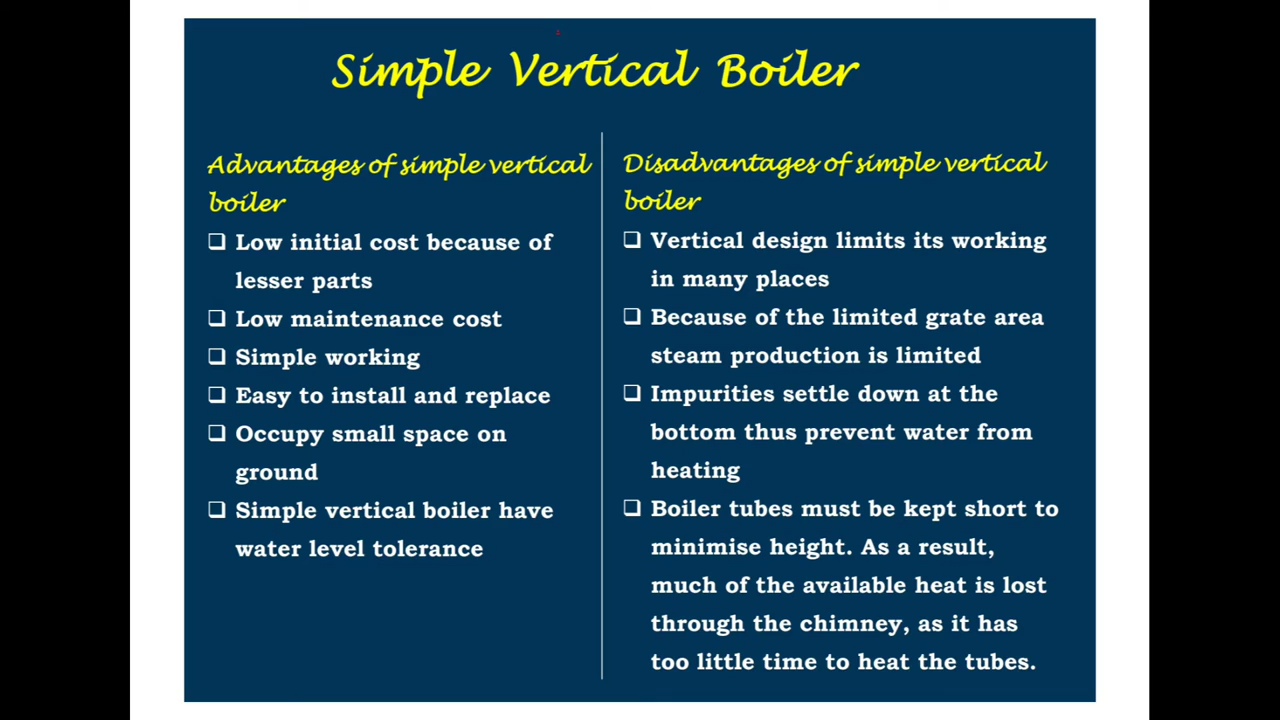 Simple Vertical Boiler
Advantages of simple vertical
boiler
❑ Low initial cost because of
lesser parts
❑ Low maintenance cost
❑ Simple working
❑ Easy to install and replace
❑ Occupy small space on
ground
❑ Simple vertical boiler have
water level tolerance
Disadvantages of simple vertical
boiler
❑ Vertical design limits its working
in many places
❑ Because of the limited grate area
steam production is limited
❑ Impurities settle down at the
bottom thus prevent water from
heating
❑ Boiler tubes must be kept short to
minimise height. As a result,
much of the available heat is lost
through the chimney, as it has
too little time to heat the tubes.